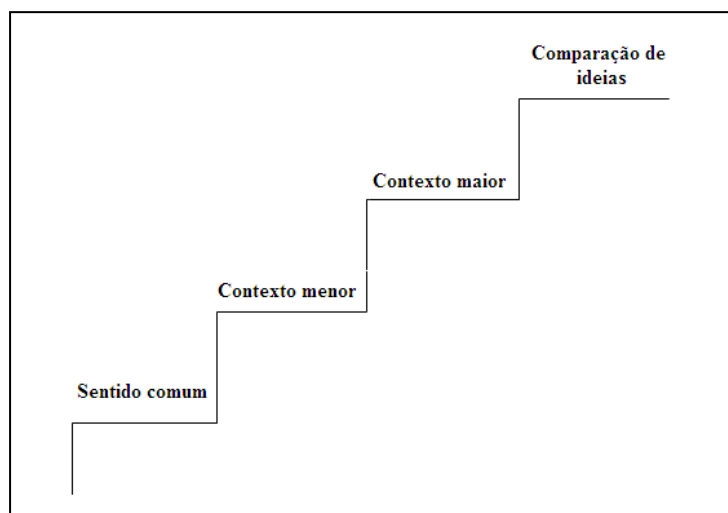 Comparação de
ideias
Contexto maior
Contexto menor
Sentido comum